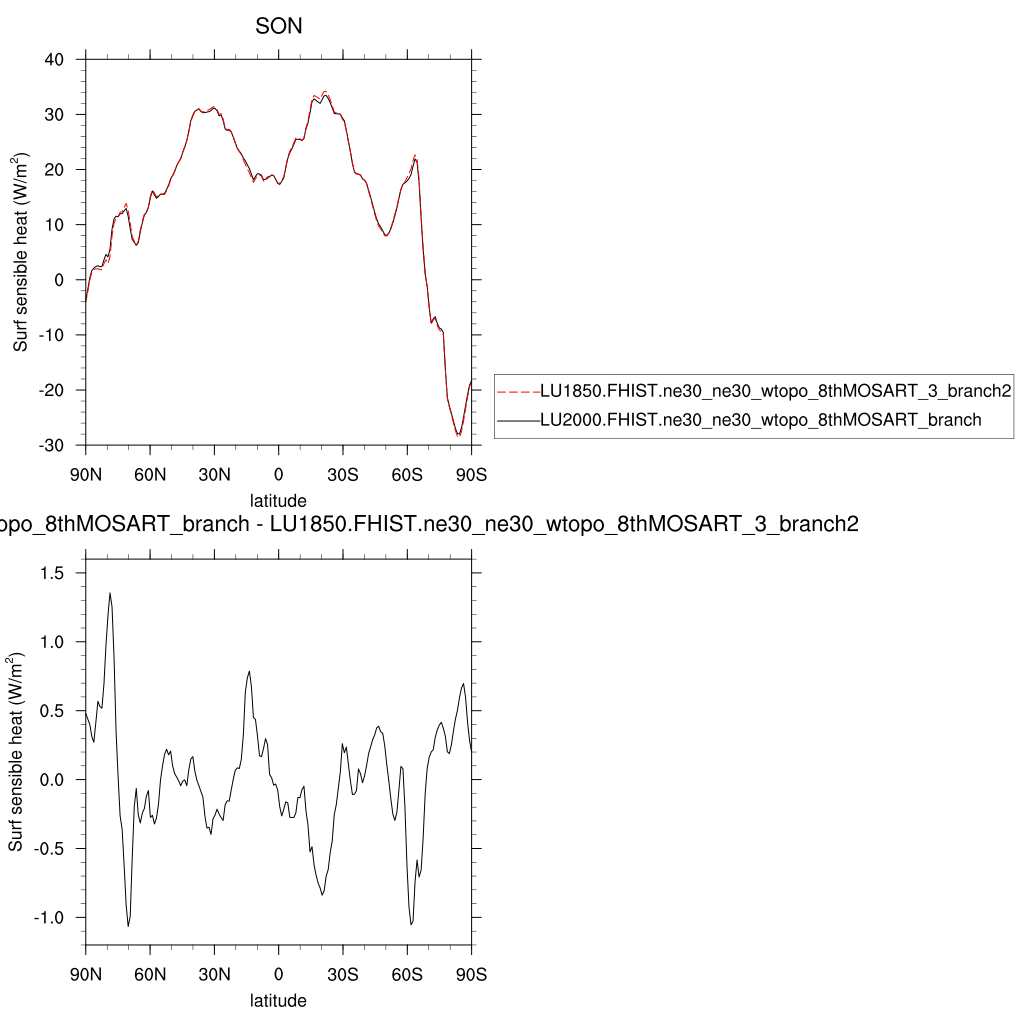 SON
40
30
20
10
0
-10
-20
-30
Surf sensible heat (W/m2)
90N 60N 30N 0 30S 60S 90S
latitude
LU1850.FHIST.ne30_ne30_wtopo_8thMOSART_3_branch2
LU2000.FHIST.ne30_ne30_wtopo_8thMOSART_branch
opo_8thMOSART_branch - LU1850.FHIST.ne30_ne30_wtopo_8thMOSART_3_branch2
1.5
1.0
0.5
0.0
-0.5
-1.0
Surf sensible heat (W/m2)
90N 60N 30N 0 30S 60S 90S
latitude